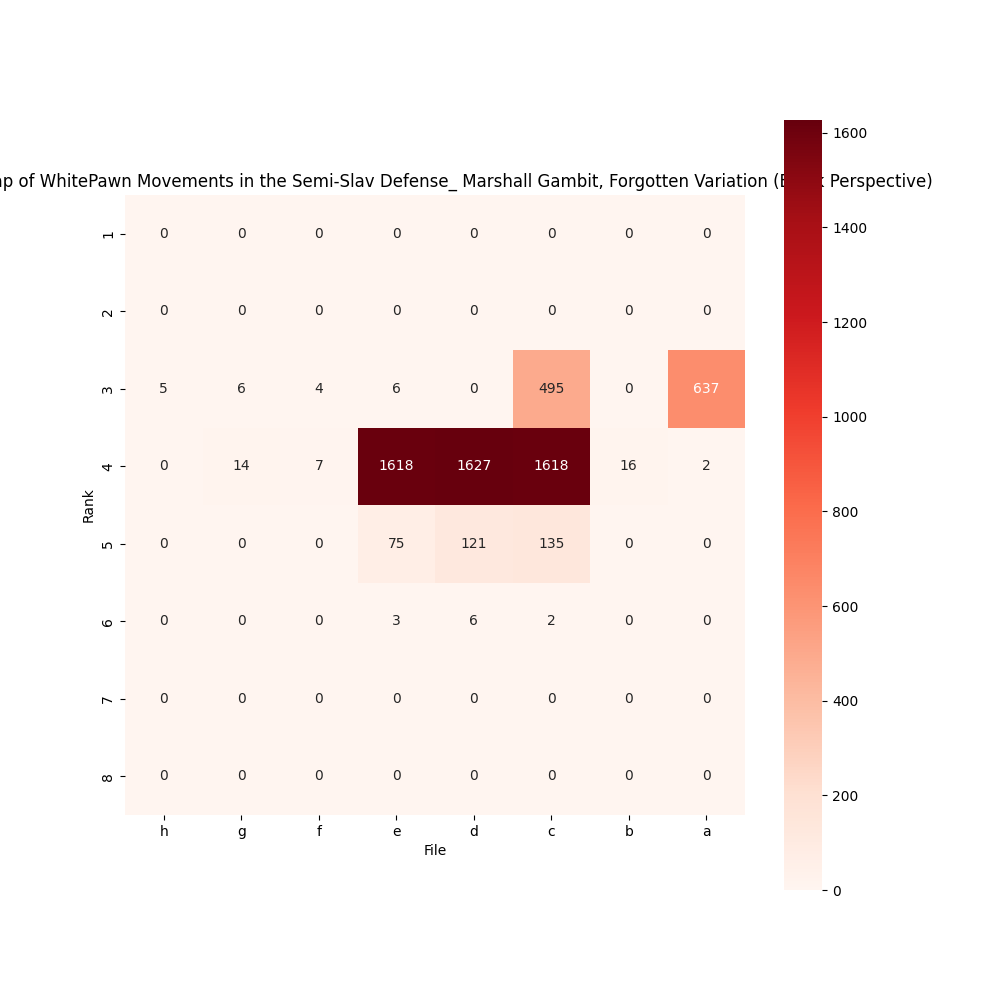 of WhitePawn Movements in the Semi-Slav Defense_ Marshall Gambit, Forgotten Variation ( Perspective)
1 0 0 0 0 0 0 0 0
2 0 0 0 0 0 0 0 0
3 5 6 4 6 0 495 0 637
4 0 14 7 1618 1627 1618 16 2
5 0 0 0 75 121 135 0 0
6 0 0 0 3 6 2 0 0
7 0 0 0 0 0 0 0 0
8 0 0 0 0 0 0 0 0
h g f e d c b a
File
Rank
1600
1400
1200
1000
800
600
400
200
0